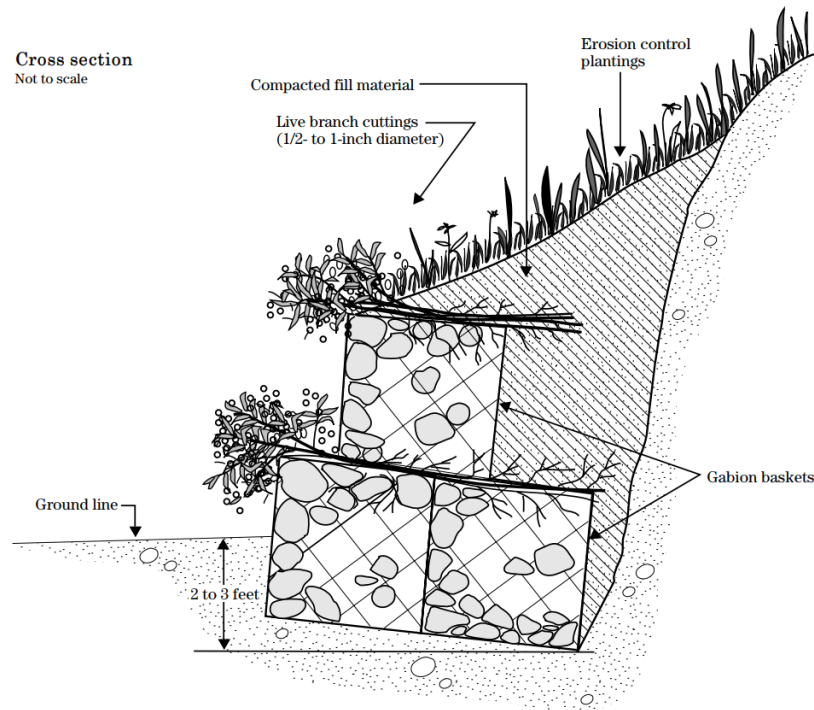 Cross section
Not to scale
Erosion control
plantings
Compacted fill material
Live branch cuttings
(1/2- to 1-inch diameter)
Gabion baskets
Ground line
2 to 3 feet